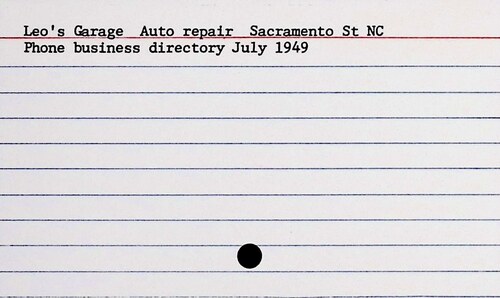 Leo's Garage  Auto repair  Sacramento St NC
Phone business directory July 1949